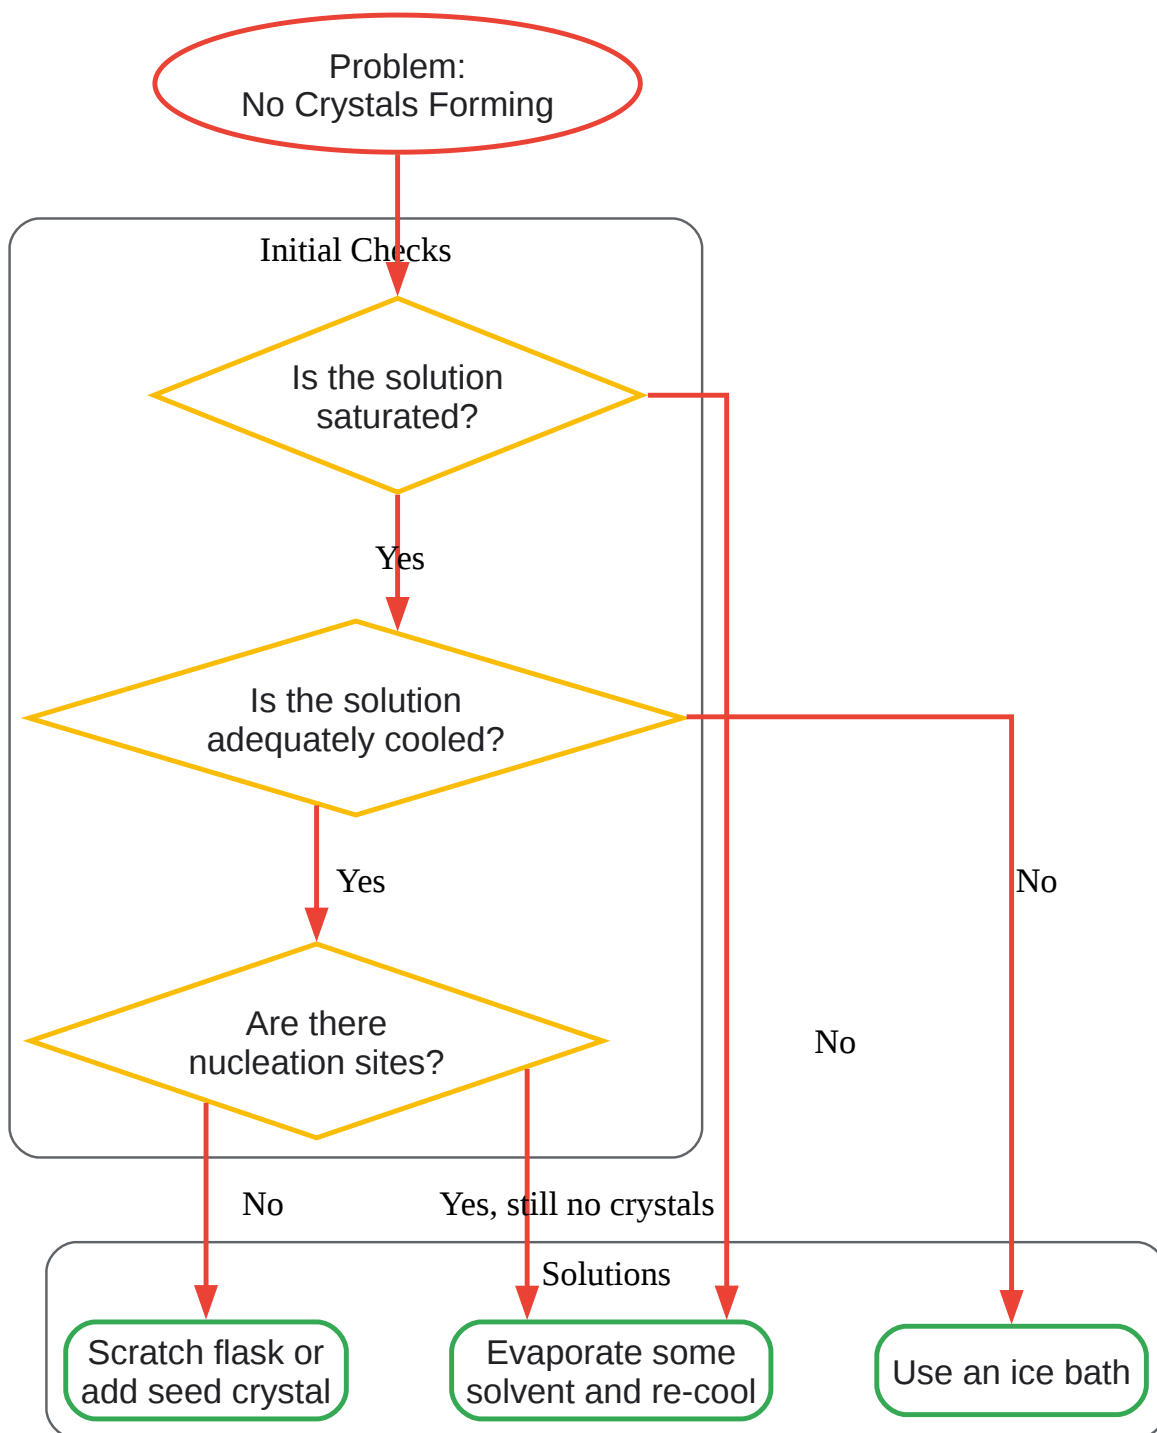 Problem:
No Crystals Forming
Initial Checks
Is the solution
saturated?
Yes
Is the solution
adequately cooled?
Yes
No
Are there
nucleation sites?
No
No
Yes, still no crystals
Solutions
Scratch flask or
add seed crystal
Evaporate some
solvent and re-cool
Use an ice bath